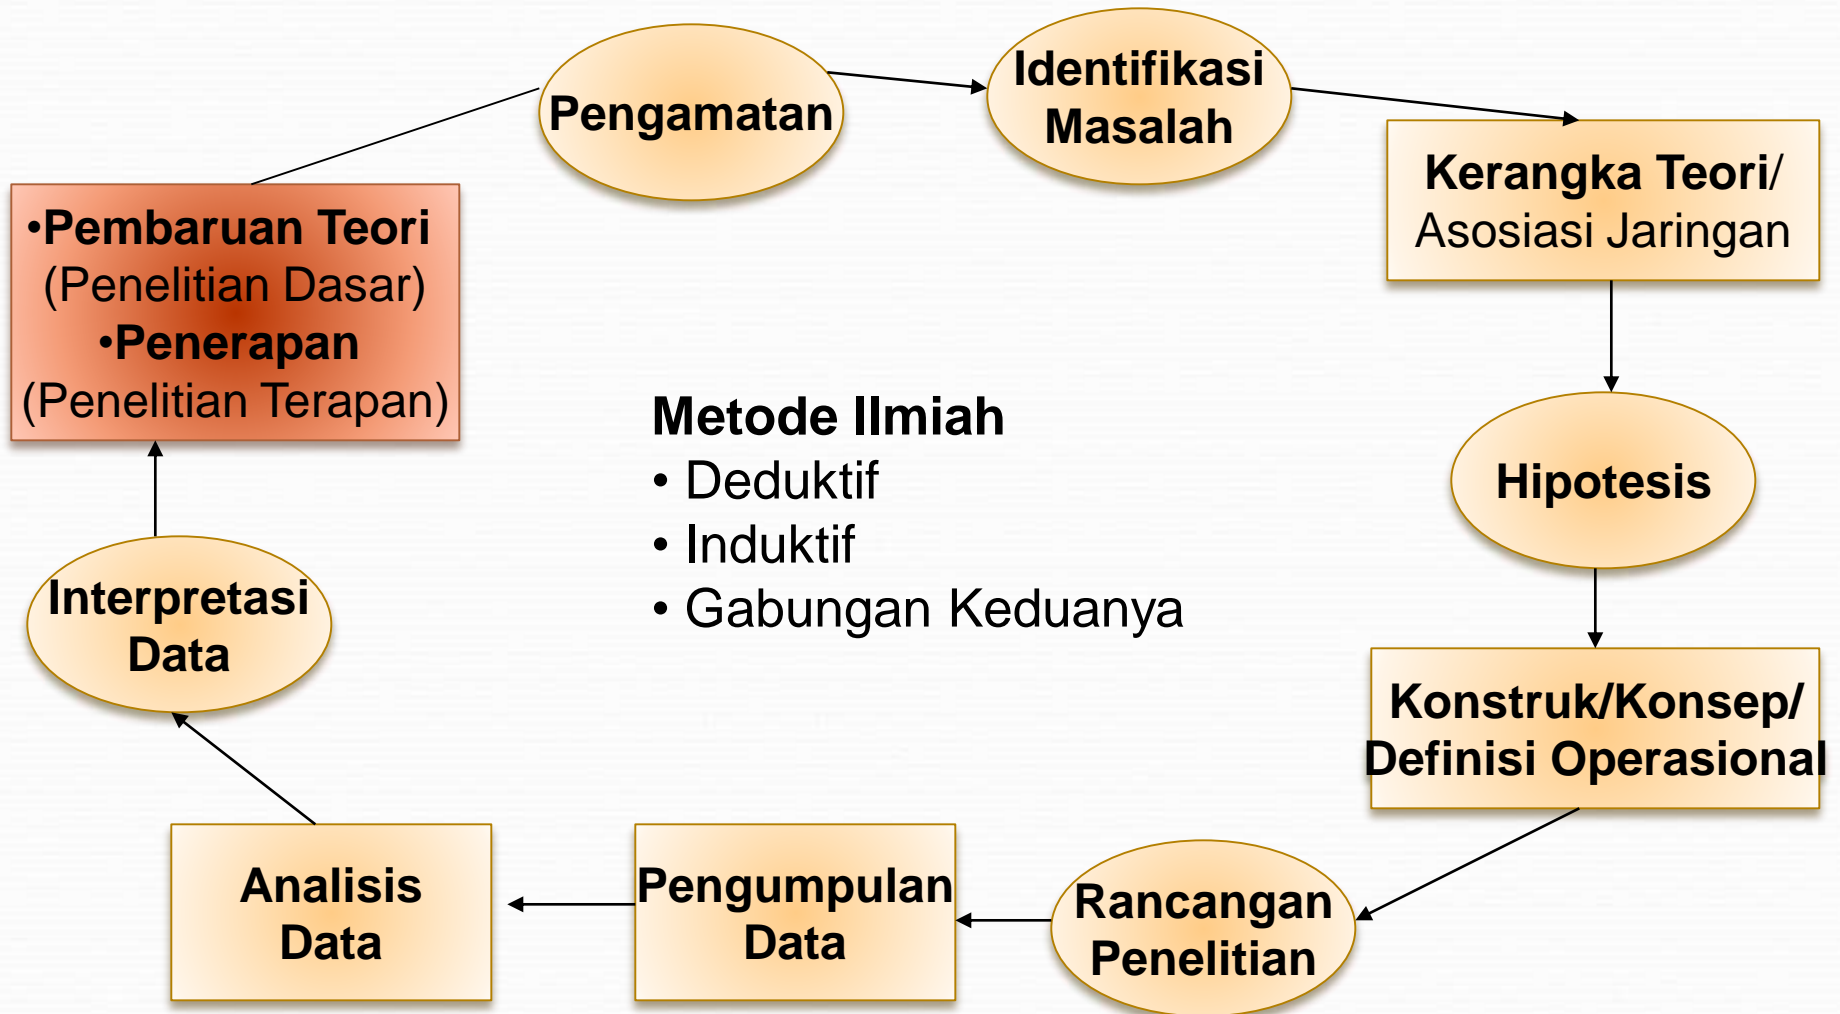 Pengamatan
Identifikasi
Masalah
Kerangka Teori/
Asosiasi Jaringan
Hipotesis
Konstruk/Konsep/
Definisi Operasional
Rancangan
Penelitian
Pengumpulan
Data
Analisis
Data
Interpretasi
Data
•Pembaruan Teori
(Penelitian Dasar)
•Penerapan
(Penelitian Terapan)
Metode Ilmiah
• Deduktif
• Induktif
• Gabungan Keduanya